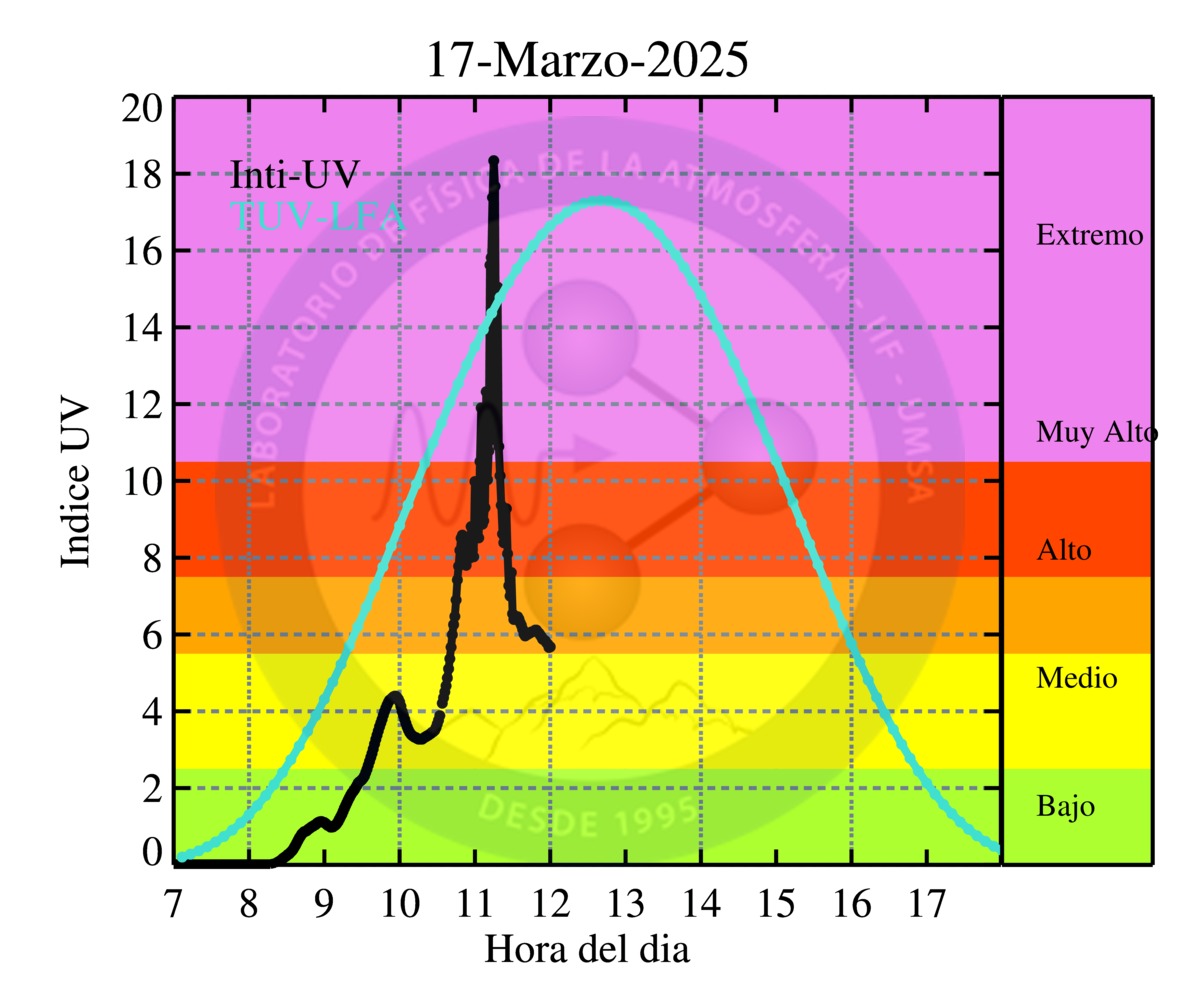 17-Marzo-2025
Inti-UV
TUV-LFA
LABORATORIO DE FÍSICA DE LA ATMÓSFERA - IIF - UMSA
DESDE 1995
Indice UV
20
18
16
14
12
10
8
6
4
2
0
Extremo
Muy Alto
Alto
Medio
Bajo
7 8 9 10 11 12 13 14 15 16 17
Hora del dia